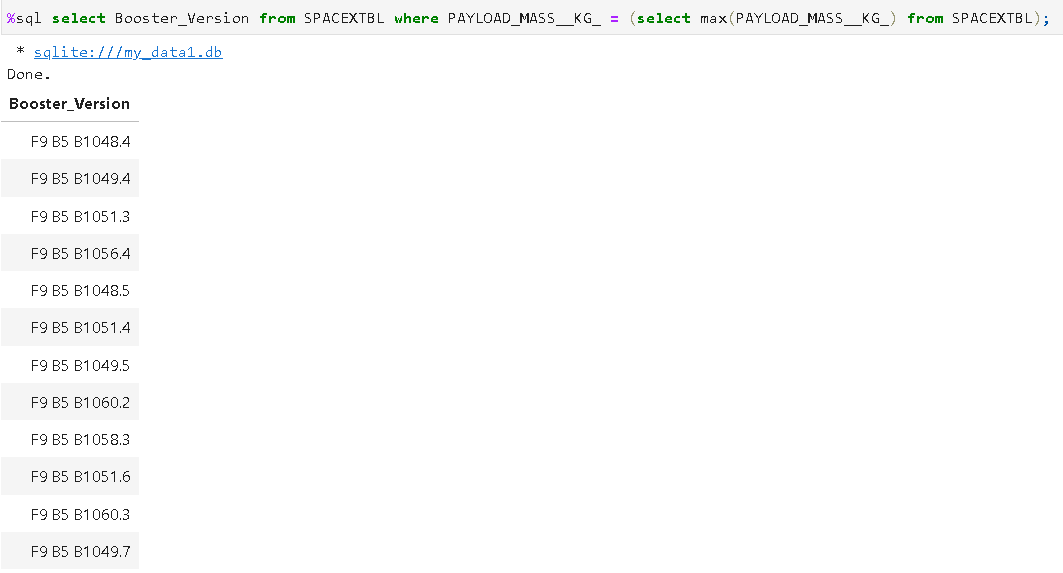 %sql select Booster_Version from SPACEXTBL where PAYLOAD_MASS__KG_ = (select max(PAYLOAD_MASS__KG_) from SPACEXTBL);
* sqlite:///my_data1.db
Done.
Booster_Version
F9 B5 B1048.4
F9 B5 B1049.4
F9 B5 B1051.3
F9 B5 B1056.4
F9 B5 B1048.5
F9 B5 B1051.4
F9 B5 B1049.5
F9 B5 B1060.2
F9 B5 B1058.3
F9 B5 B1051.6
F9 B5 B1060.3
F9 B5 B1049.7